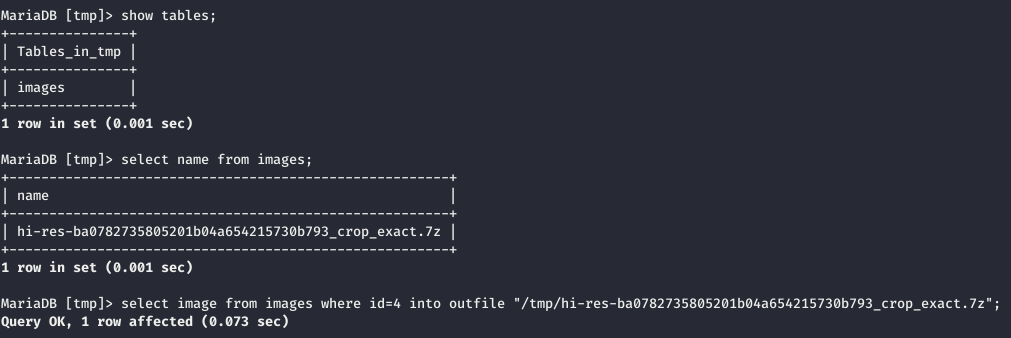 MariaDB [tmp]> show tables;
+---------------+
| Tables_in_tmp |
+---------------+
| images        |
+---------------+
1 row in set (0.001 sec)

MariaDB [tmp]> select name from images;
+------------------------------------------------------+
| name                                                 |
+------------------------------------------------------+
| hi-res-ba0782735805201b04a654215730b793_crop_exact.7z |
+------------------------------------------------------+
1 row in set (0.001 sec)

MariaDB [tmp]> select image from images where id=4 into outfile "/tmp/hi-res-ba0782735805201b04a654215730b793_crop_exact.7z";
Query OK, 1 row affected (0.073 sec)